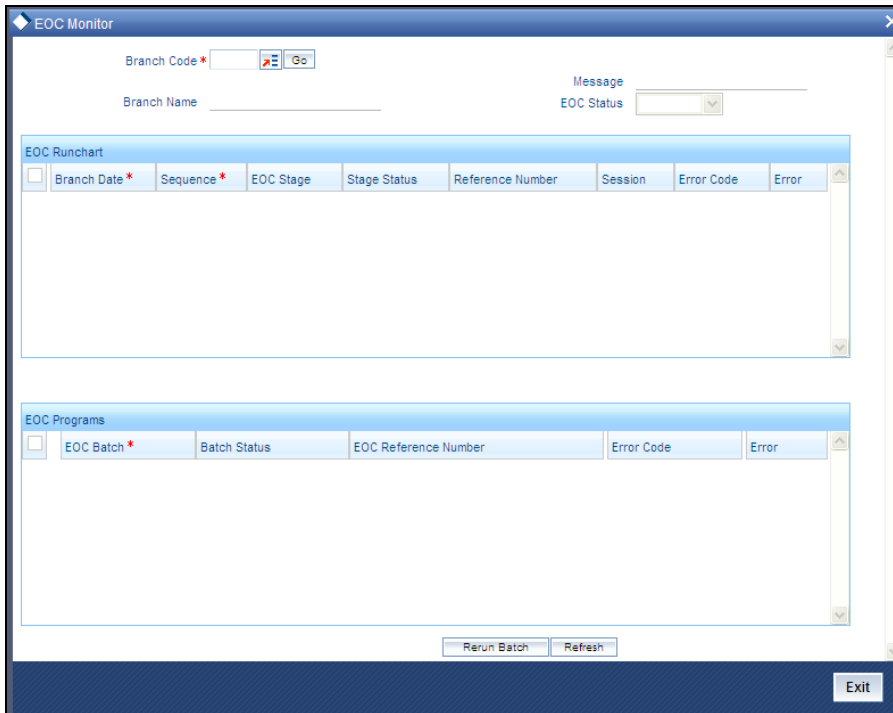 EOC Monitor
Branch Code * Go
Message
Branch Name
EOC Status
EOC Runchart
Branch Date * Sequence * EOC Stage Stage Status Reference Number Session Error Code Error
EOC Programs
EOC Batch * Batch Status EOC Reference Number Error Code Error
Rerun Batch Refresh
Exit